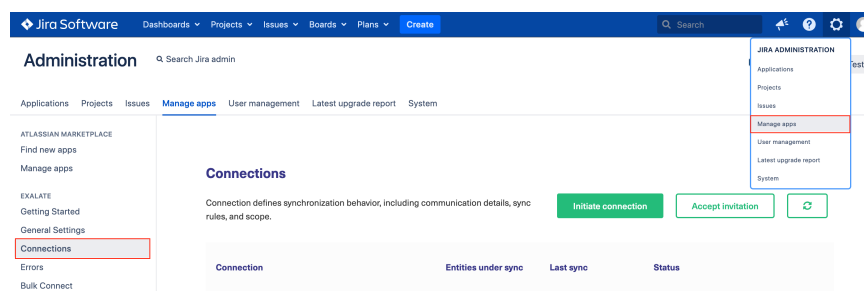 Jira Software Dashboards Projects Issues Boards Plans Create Search
Administration Search Jira admin
JIRA ADMINISTRATION
Applications
Projects
Issues
Manage apps
User management
Latest upgrade report
System
Applications Projects Issues Manage apps User management Latest upgrade report System
ATLASSIAN MARKETPLACE
Find new apps
Manage apps
EXALATE
Getting Started
General Settings
Connections
Errors
Bulk Connect
Connections
Connection defines synchronization behavior, including communication details, sync
rules, and scope.
Initiate connection Accept invitation
Connection Entities under sync Last sync Status